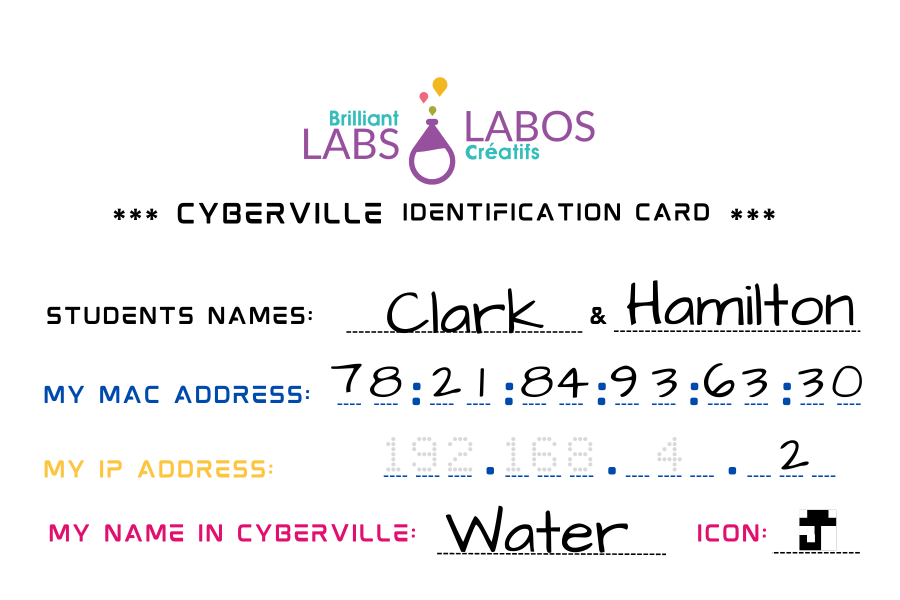 Brilliant LABS LABOS Créatifs
*** CYBERVILLE IDENTIFICATION CARD ***
STUDENTS NAMES: Clark & Hamilton
MY MAC ADDRESS: 78:21:84:93:63:30
MY IP ADDRESS: 192.168.4.2
MY NAME IN CYBERVILLE: Water ICON: